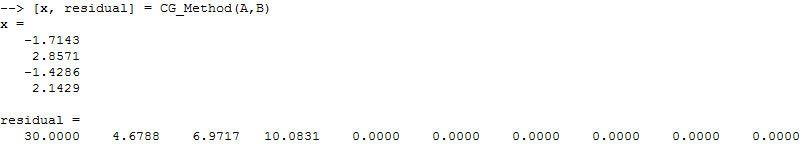 --> [x, residual] = CG_Method(A,B)
x =
-1.7143
2.8571
-1.4286
2.1429
residual =
30.0000 4.6788 6.9717 10.0831 0.0000 0.0000 0.0000 0.0000 0.0000 0.0000